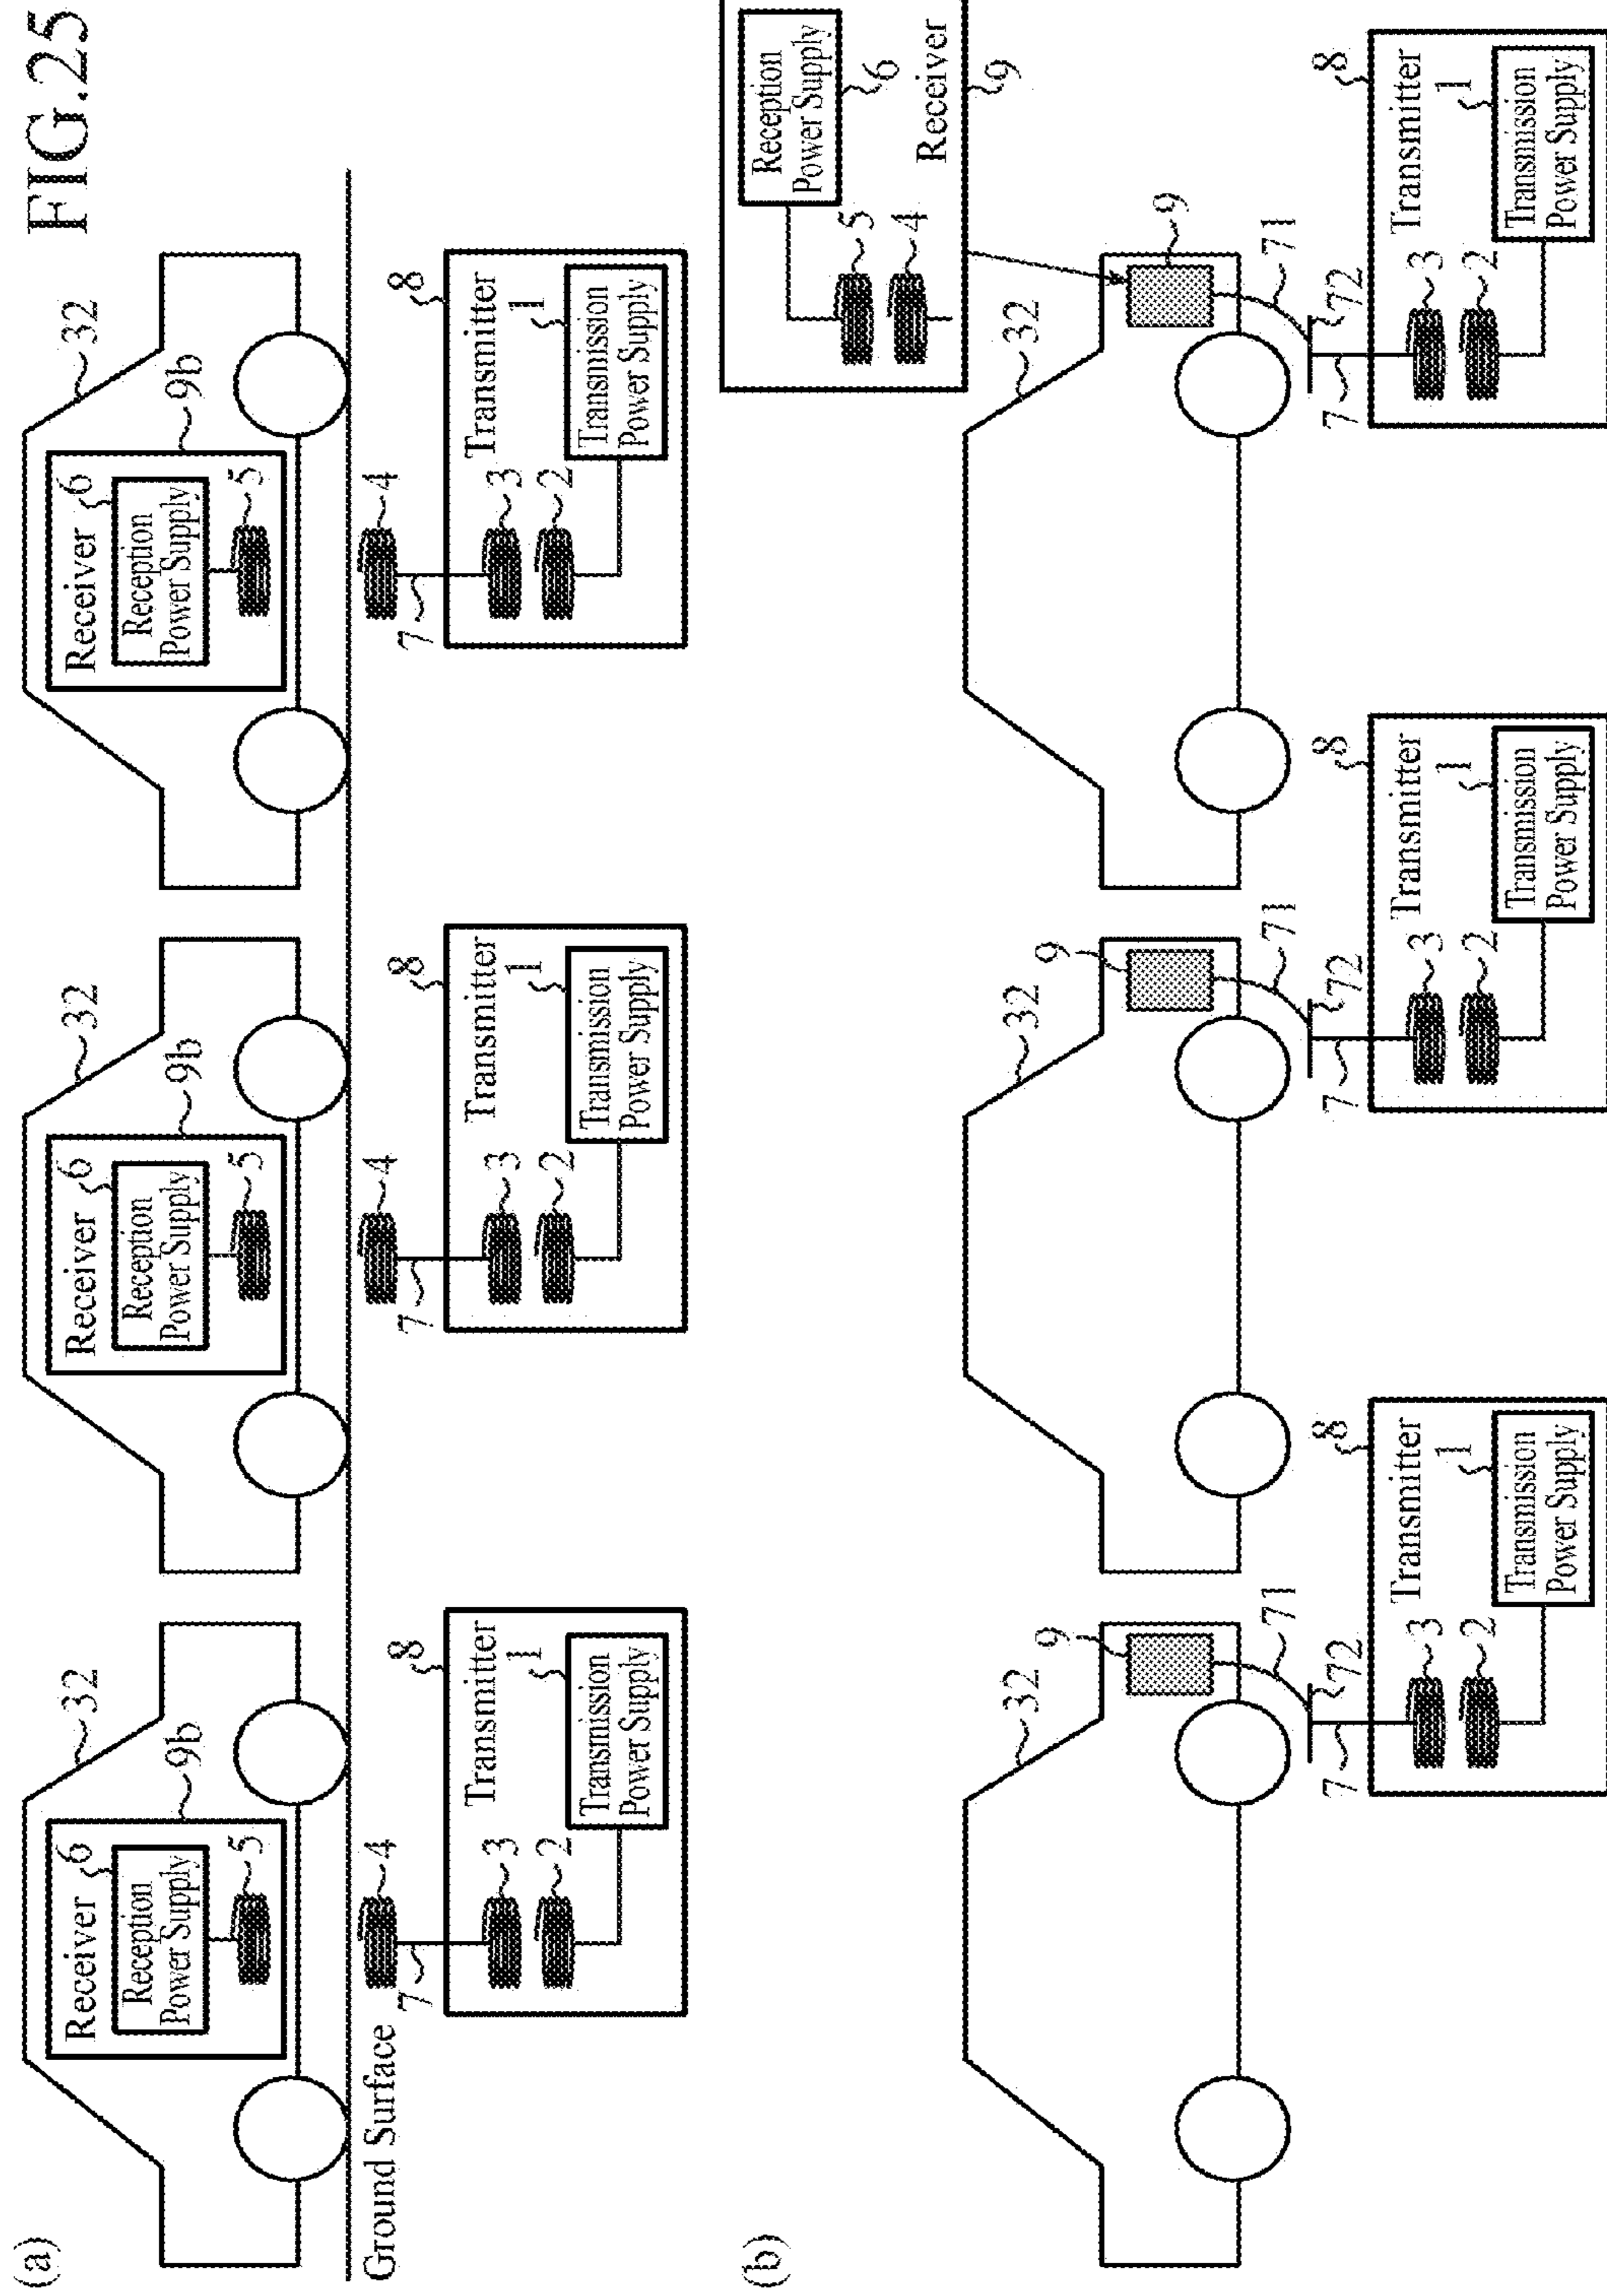 FIG.25
(a)
32
9b
Receiver
6
Reception
Power Supply
5
32
9b
Receiver
6
Reception
Power Supply
5
32
9b
Receiver
6
Reception
Power Supply
5
Ground Surface
4
7
8
Transmitter
3
1
2
Transmission
Power Supply
4
7
8
Transmitter
3
1
2
Transmission
Power Supply
4
7
8
Transmitter
3
1
2
Transmission
Power Supply
(b)
Reception
Power Supply
6
5
4
Receiver
9
32
9
71
72
7
8
Transmitter
3
1
2
Transmission
Power Supply
32
9
71
72
7
8
Transmitter
3
1
2
Transmission
Power Supply
32
9
71
72
7
8
Transmitter
3
1
2
Transmission
Power Supply